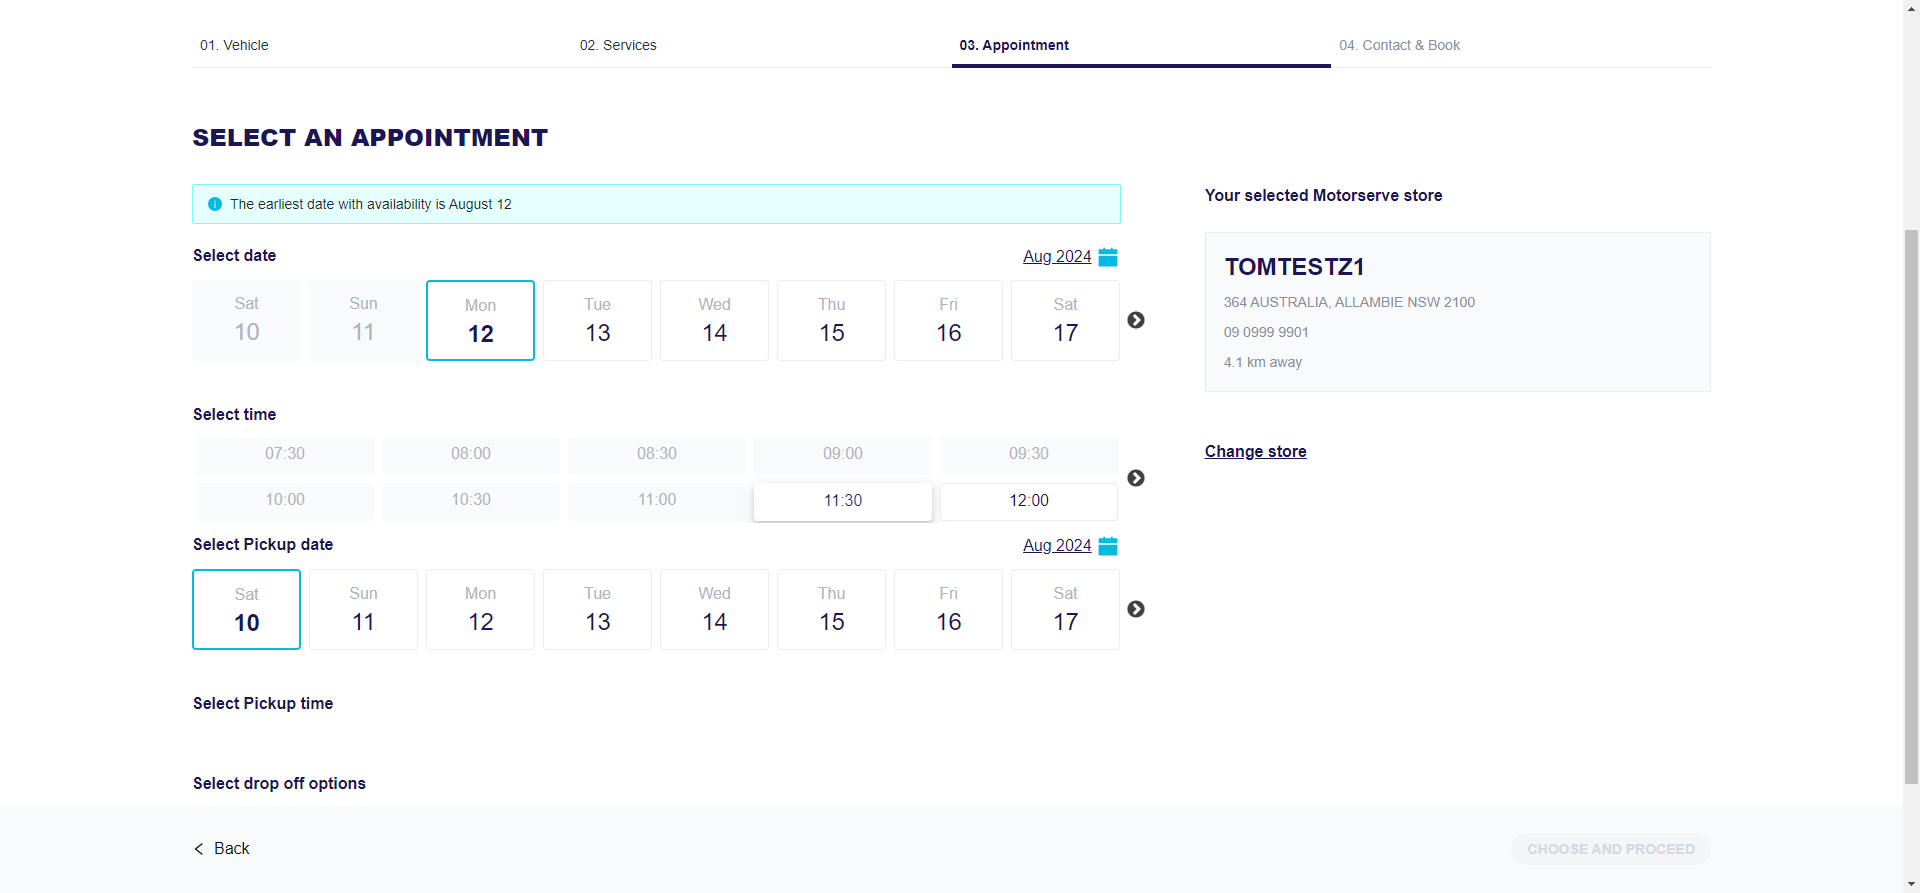 01. Vehicle
02. Services
03. Appointment
04. Contact & Book
SELECT AN APPOINTMENT
The earliest date with availability is August 12
Select date
Aug 2024
Sat Sun Mon Tue Wed Thu Fri Sat
10 11 12 13 14 15 16 17
Select time
07:30 08:00 08:30 09:00 09:30
10:00 10:30 11:00 11:30 12:00
Select Pickup date
Aug 2024
Sat Sun Mon Tue Wed Thu Fri Sat
10 11 12 13 14 15 16 17
Select Pickup time
Select drop off options
Your selected Motorserve store
TOMTESTZ1
364 AUSTRALIA, ALLAMBIE NSW 2100
09 0999 9901
4.1 km away
Change store
Back
CHOOSE AND PROCEED